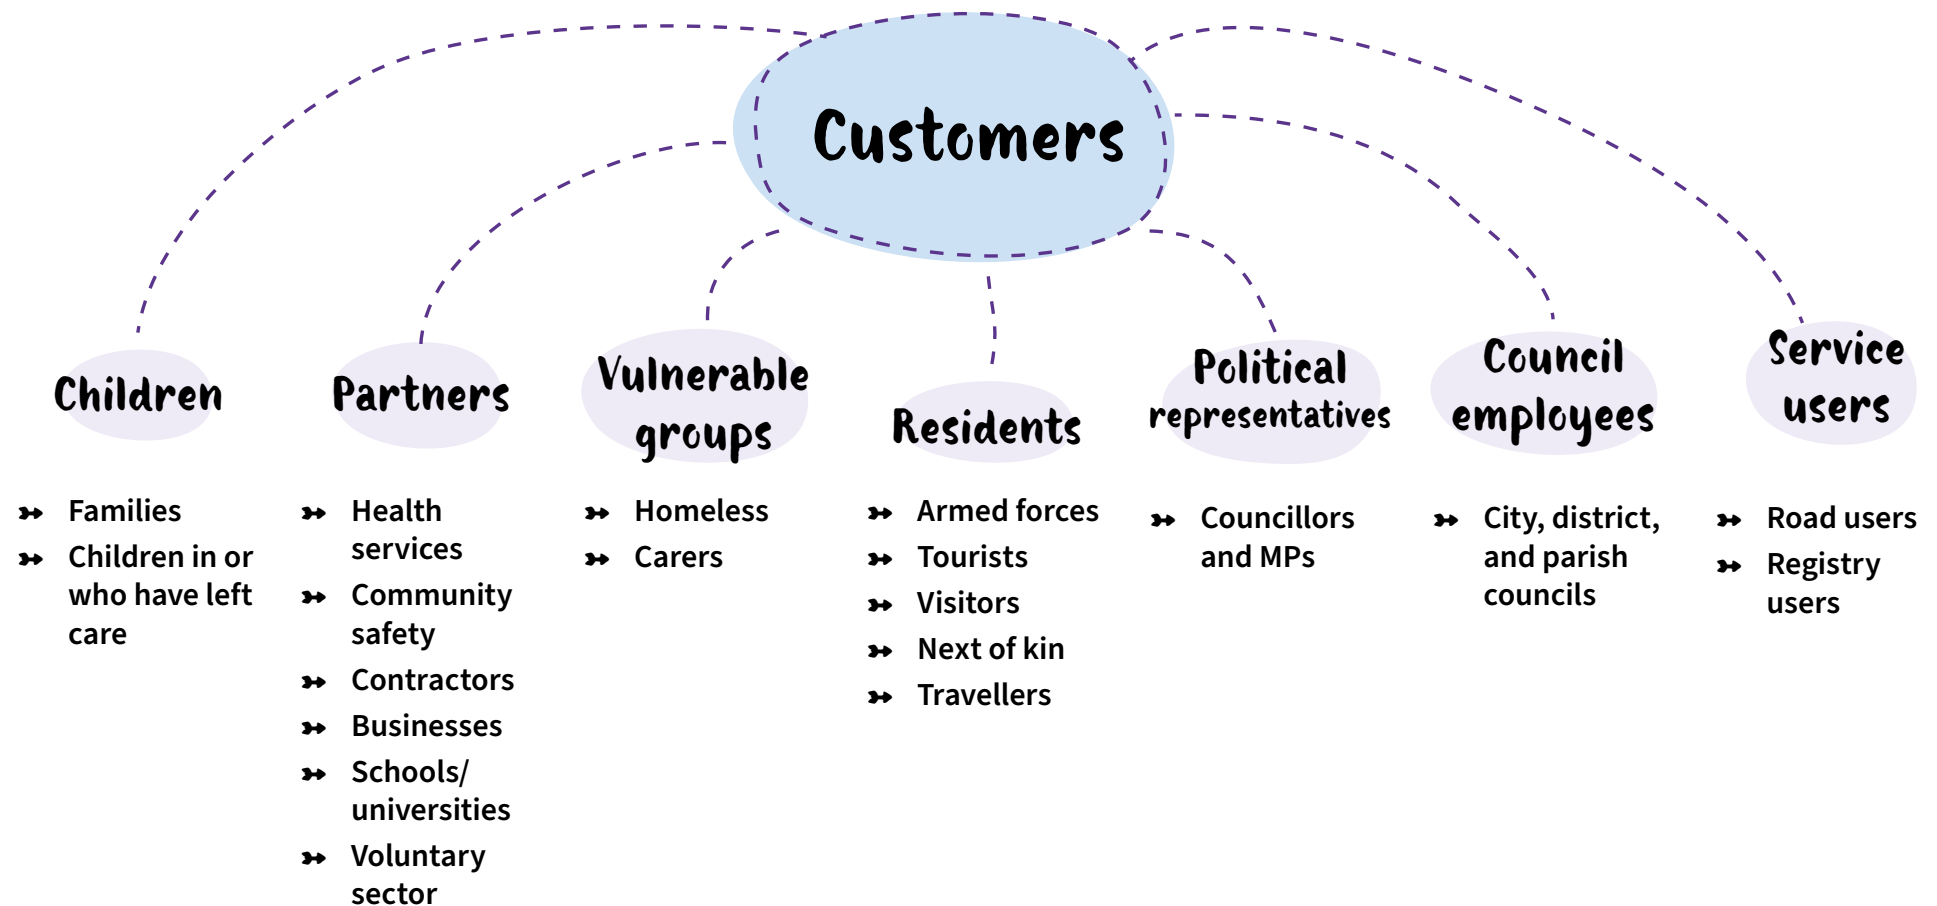 Customers
Children
Families
Children in or
who have left
care
Partners
Health
services
Community
safety
Contractors
Businesses
Schools/
universities
Voluntary
sector
Vulnerable
groups
Homeless
Carers
Residents
Armed forces
Tourists
Visitors
Next of kin
Travellers
Political
representatives
Councillors
and MPs
Council
employees
City, district,
and parish
councils
Service
users
Road users
Registry
users